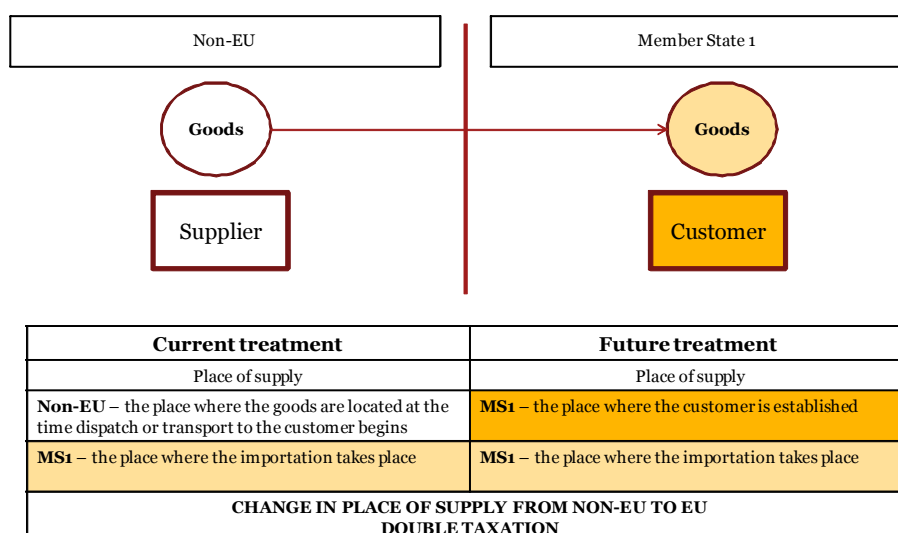 Non-EU
Member State 1
Goods
Goods
Supplier
Customer
Current treatment
Future treatment
Place of supply
Place of supply
Non-EU – the place where the goods are located at the
time dispatch or transport to the customer begins
MS1 – the place where the customer is established
MS1 – the place where the importation takes place
MS1 – the place where the importation takes place
CHANGE IN PLACE OF SUPPLY FROM NON-EU TO EU
DOUBLE TAXATION